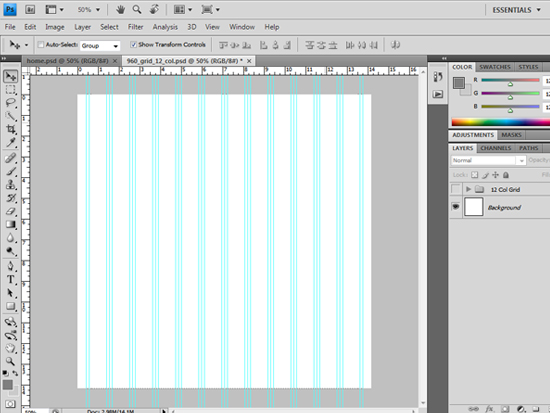 Ps 50% ESSENTIALS
File Edit Image Layer Select Filter Analysis 3D View Window Help
Auto-Select: Group Show Transform Controls
home.psd @ 50% (RGB/8#) × 960_grid_12_col.psd @ 50% (RGB/8#) * ×
COLOR SWATCHES STYLES
R
G
B
ADJUSTMENTS MASKS
LAYERS CHANNELS PATHS
Normal Opacity:
Lock:
12 Col Grid
Background
50% Doc: 2.98M/14.1M